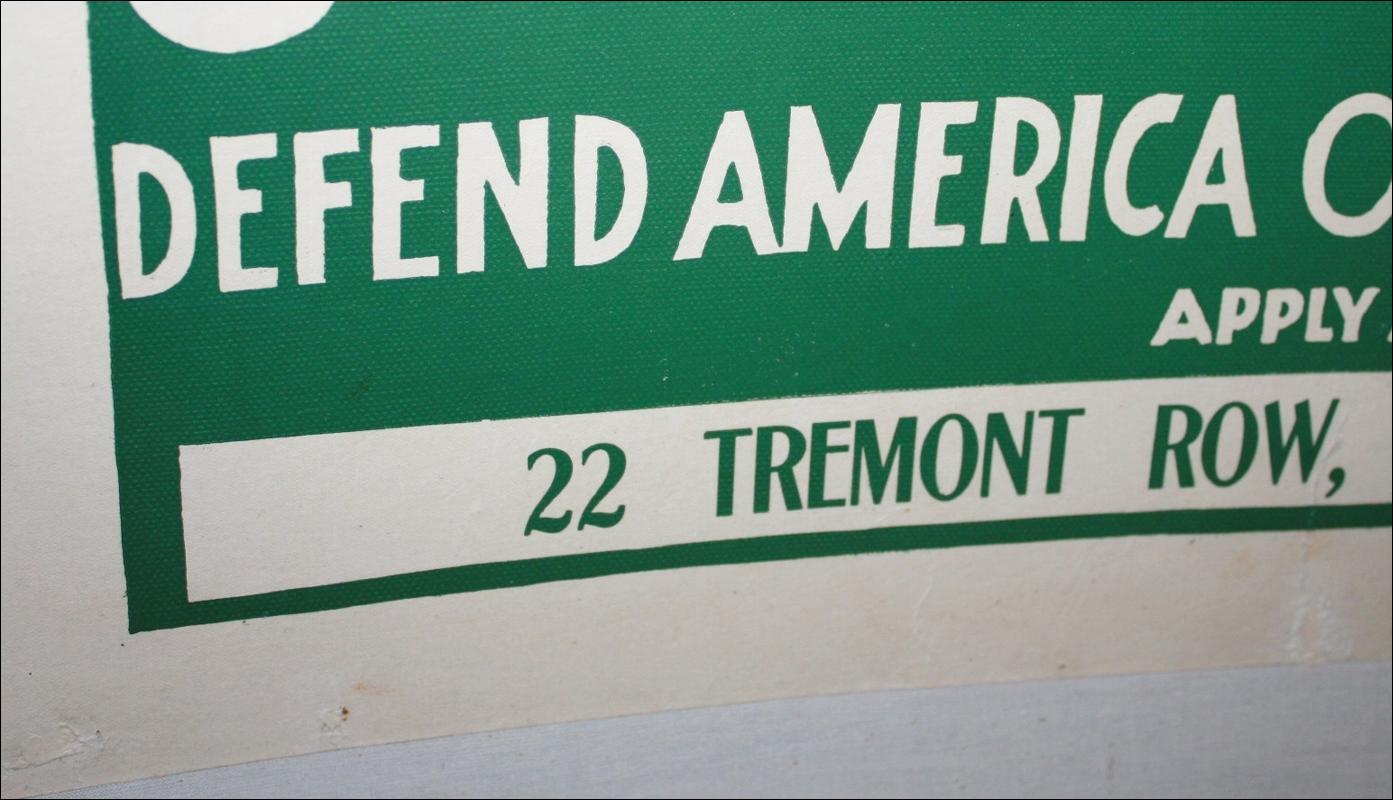 DEFEND AMERICA
APPLY
22 TREMONT ROW,